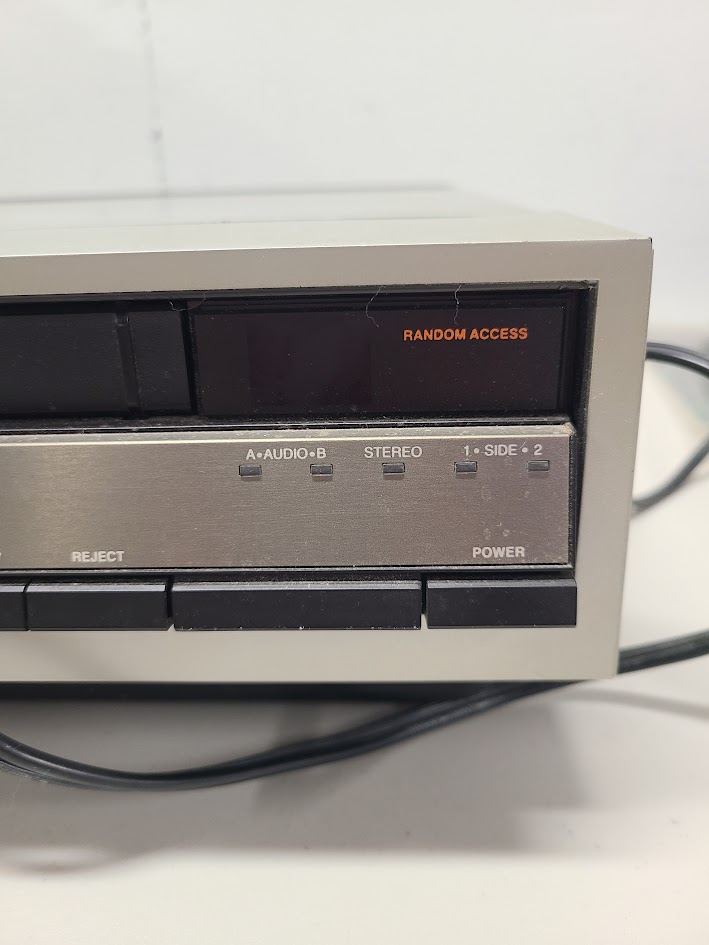 RANDOM ACCESS
A•AUDIO•B STEREO 1•SIDE•2
REJECT POWER